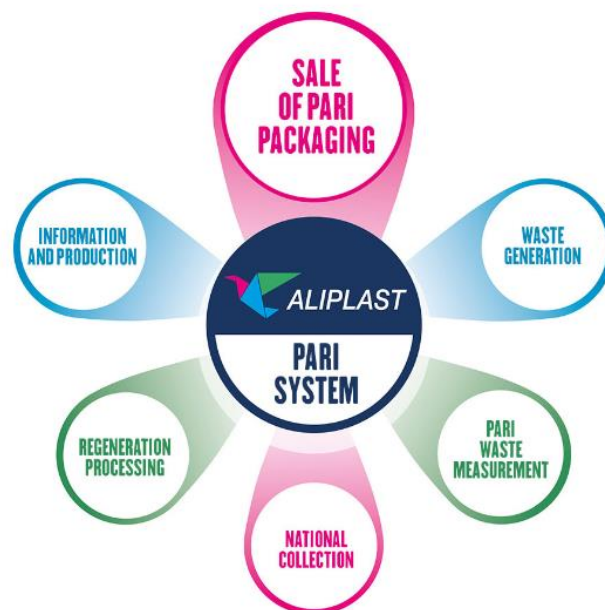 SALE
OF PARI
PACKAGING
INFORMATION
AND PRODUCTION
WASTE
GENERATION
ALIPLAST
PARI
SYSTEM
REGENERATION
PROCESSING
PARI
WASTE
MEASUREMENT
NATIONAL
COLLECTION